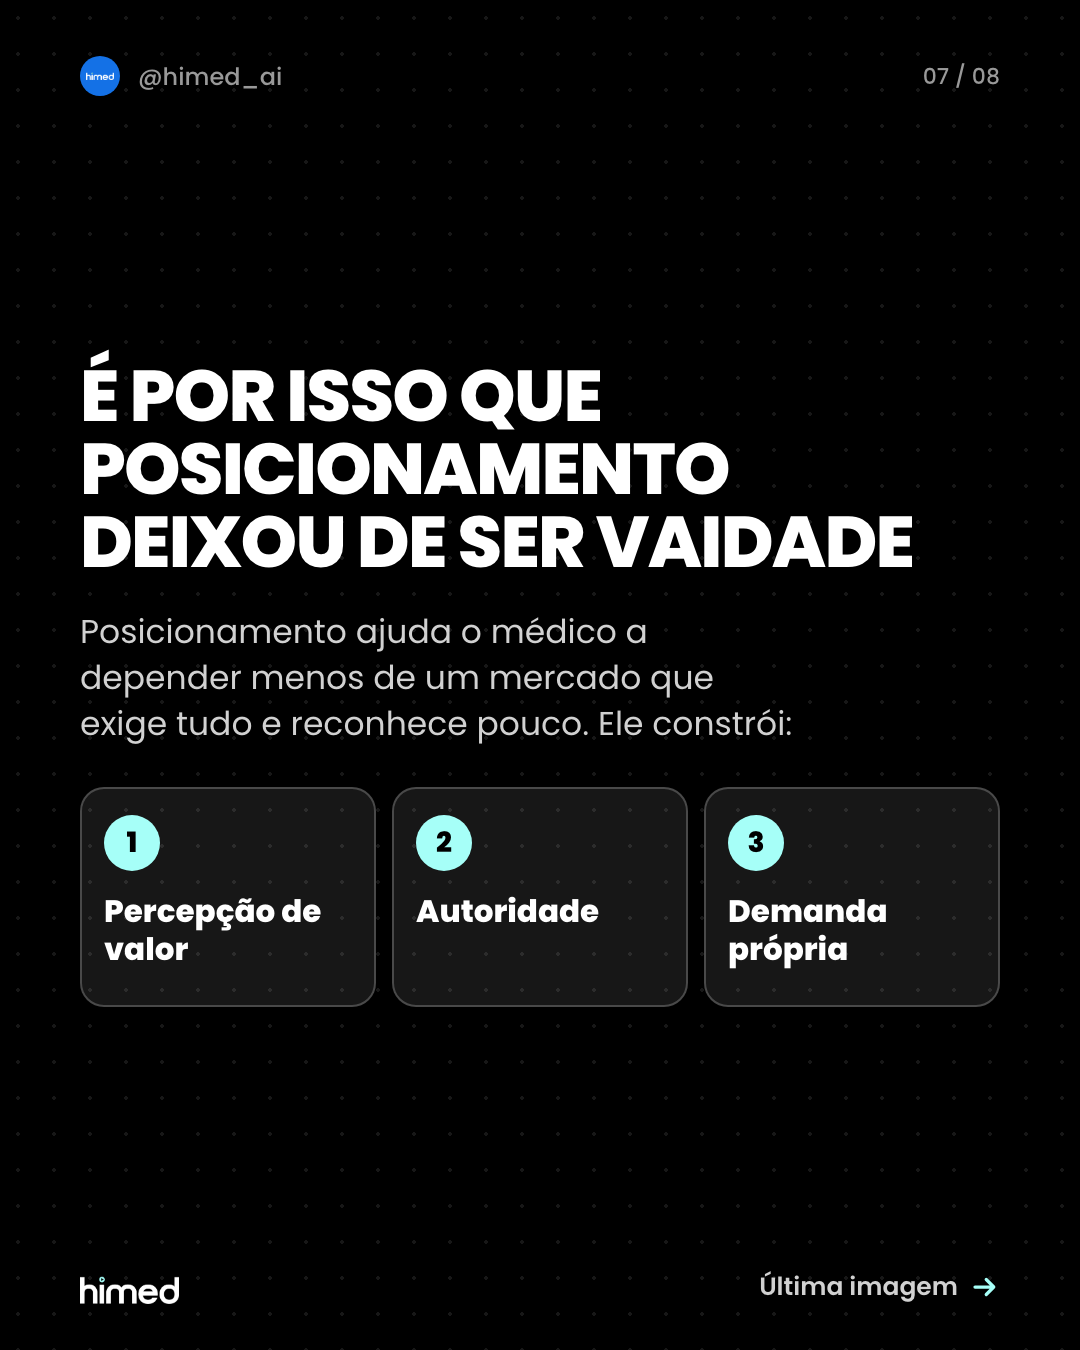 himed
@himed_ai
07 / 08
É POR ISSO QUE
POSICIONAMENTO
DEIXOU DE SER VAIDADE
Posicionamento ajuda o médico a
depender menos de um mercado que
exige tudo e reconhece pouco. Ele constrói:
1
Percepção de
valor
2
Autoridade
3
Demanda
própria
himed
Última imagem →